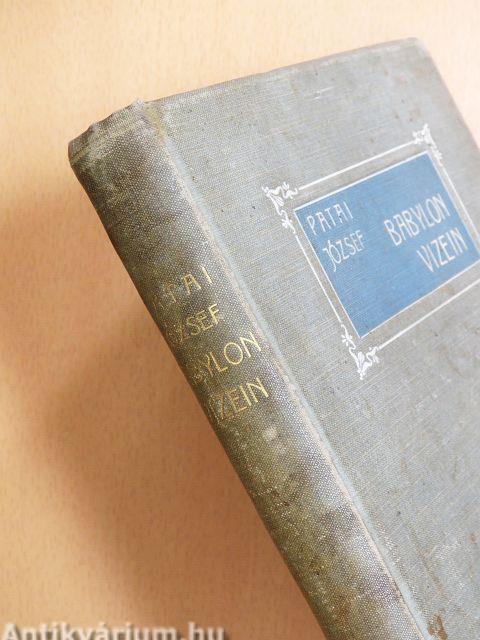 PATAI
JÓZSEF
BABYLON
VIZEIN
PATAI
JÓZSEF
BABYLON
VIZEIN
Antikvárium.hu